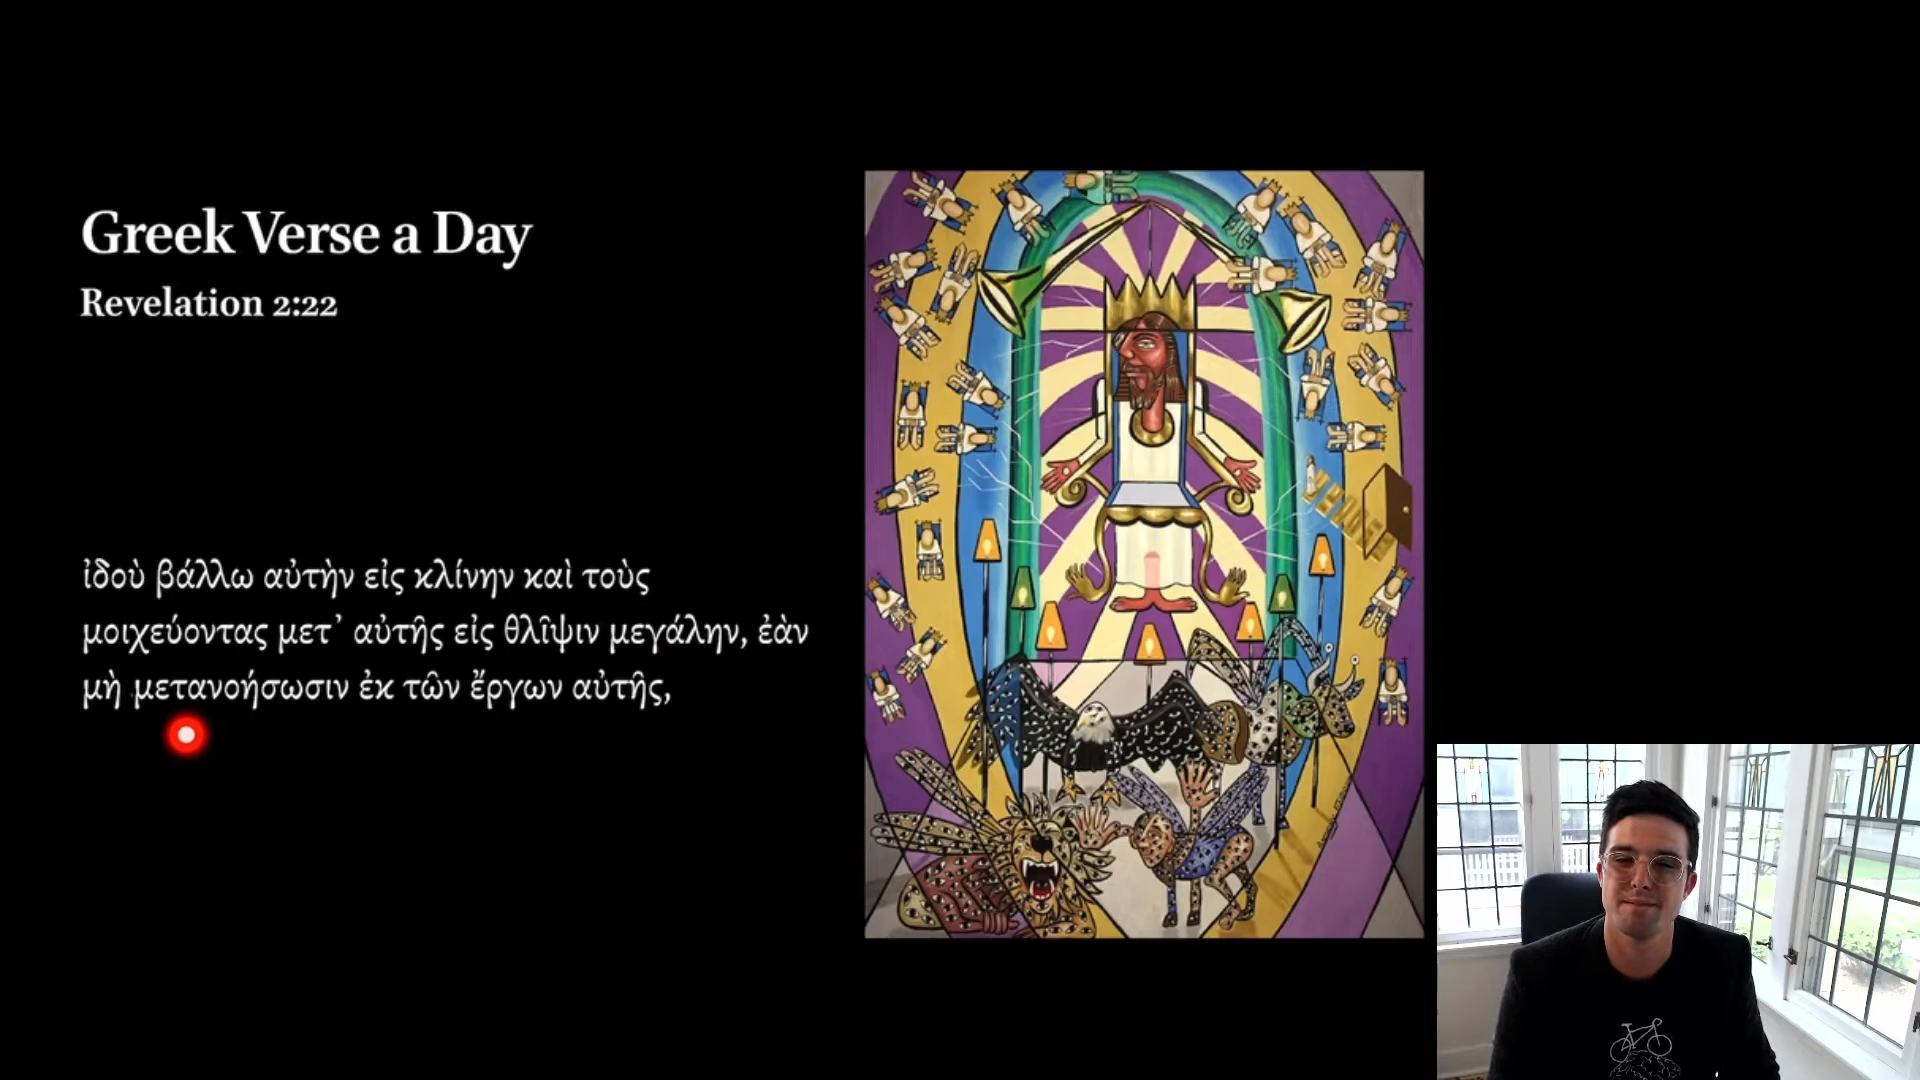 Greek Verse a Day
Revelation 2:22
ἰδοὺ βάλλω αὐτὴν εἰς κλίνην καὶ τοὺς
μοιχεύοντας μετ᾽ αὐτῆς εἰς θλῖψιν μεγάλην, ἐὰν
μὴ μετανοήσωσιν ἐκ τῶν ἔργων αὐτῆς,